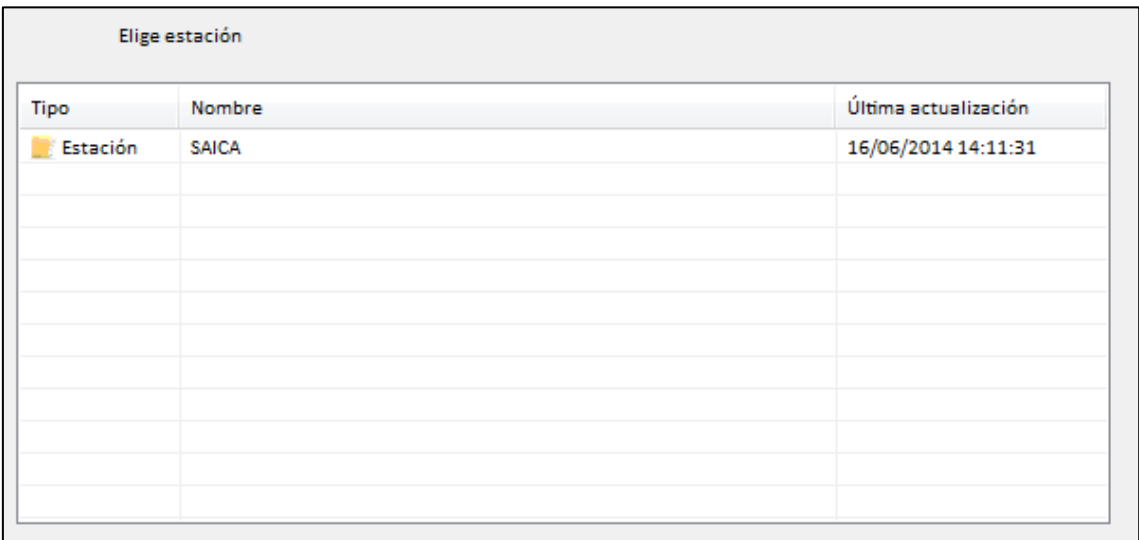 Elige estación
Tipo Nombre Última actualización
Estación SAICA 16/06/2014 14:11:31